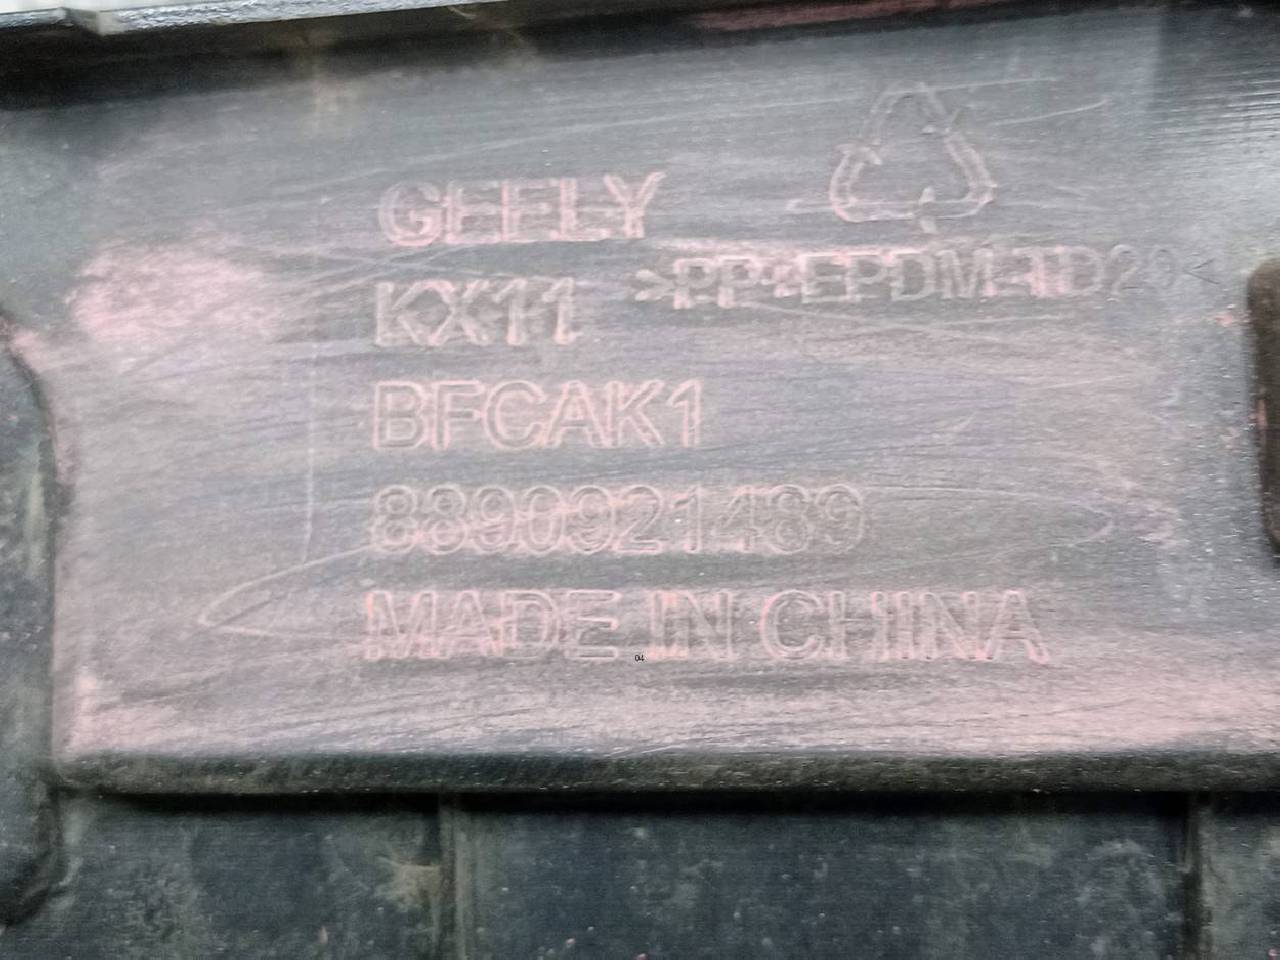 GEELY
>PP+EPDM-TD20<
KX11
BFCAK1
8890921489
MADE IN CHINA